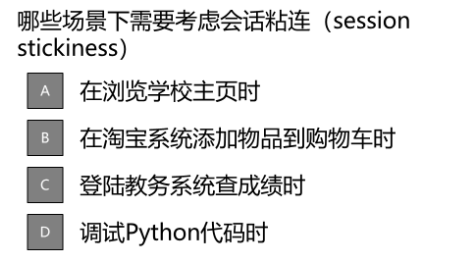 哪些场景下需要考虑会话粘连（session
stickiness）
A 在浏览学校主页时
B 在淘宝系统添加物品到购物车时
C 登陆教务系统查成绩时
D 调试Python代码时